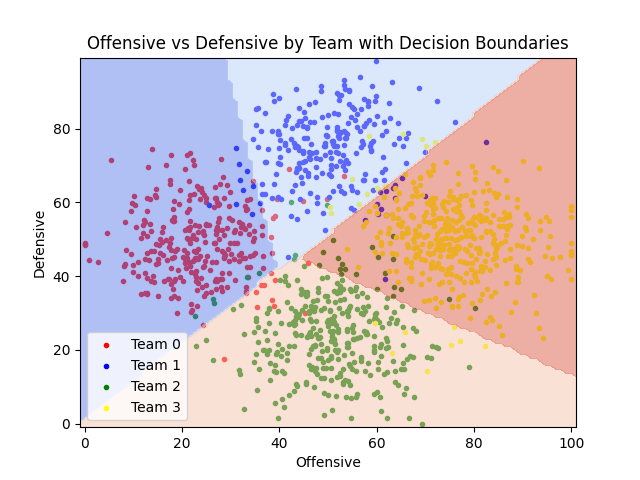 Offensive vs Defensive by Team with Decision Boundaries
Defensive
80
60
40
20
0
Team 0
Team 1
Team 2
Team 3
0 20 40 60 80 100
Offensive